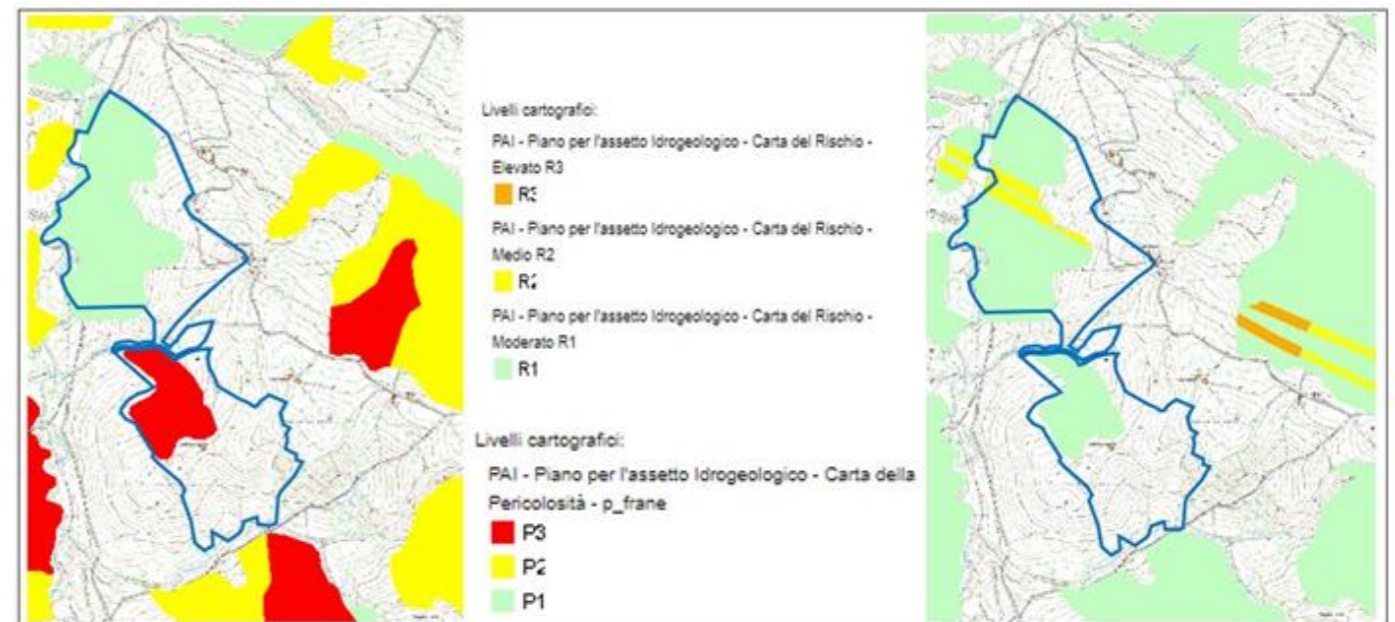 Livelli cartografici:
PAI - Piano per l'assetto Idrogeologico - Carta del Rischio -
Elevato R3
R3
PAI - Piano per l'assetto Idrogeologico - Carta del Rischio -
Medio R2
R2
PAI - Piano per l'assetto Idrogeologico - Carta del Rischio -
Moderato R1
R1
Livelli cartografici:
PAI - Piano per l'assetto Idrogeologico - Carta della
Pericolosità - p_frane
P3
P2
P1